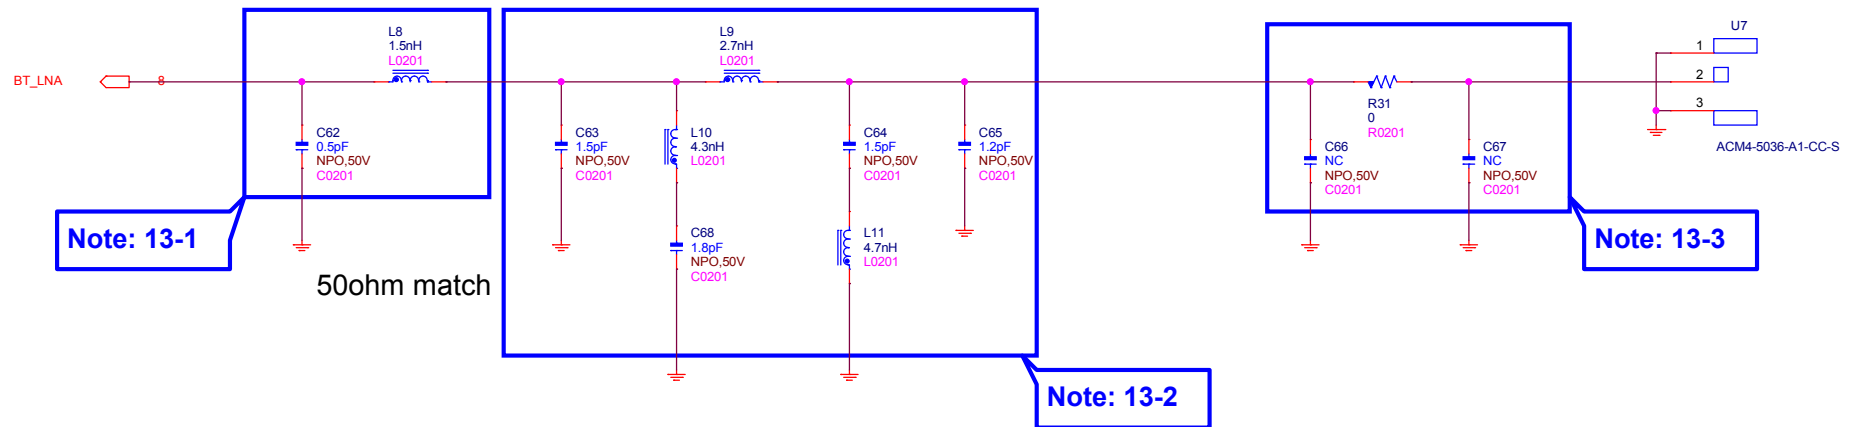 BT_LNA
8
L8
1.5nH
L0201
C62
0.5pF
NPO,50V
C0201
Note: 13-1
50ohm match
C63
1.5pF
NPO,50V
C0201
L10
4.3nH
L0201
C68
1.8pF
NPO,50V
C0201
L9
2.7nH
L0201
C64
1.5pF
NPO,50V
C0201
L11
4.7nH
L0201
C65
1.2pF
NPO,50V
C0201
Note: 13-2
C66
NC
NPO,50V
C0201
R31
0
R0201
C67
NC
NPO,50V
C0201
Note: 13-3
U7
1
2
3
ACM4-5036-A1-CC-S